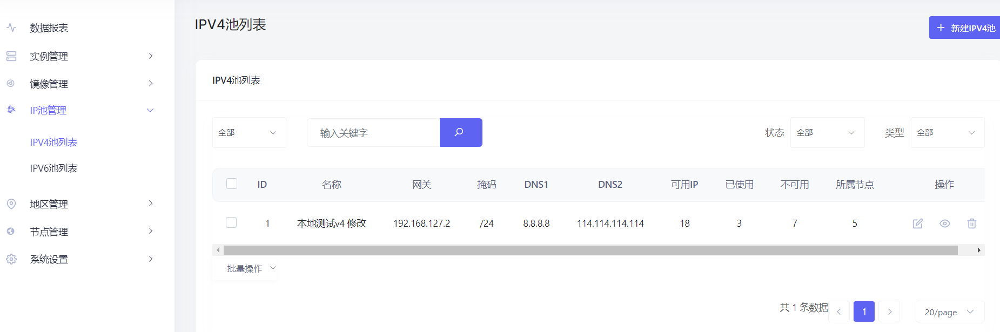 数据报表
实例管理
镜像管理
IP池管理
IPV4池列表
IPV6池列表
地区管理
节点管理
系统设置
IPV4池列表
新建IPV4池
IPV4池列表
全部 输入关键字 状态 全部 类型 全部
ID 名称 网关 掩码 DNS1 DNS2 可用IP 已使用 不可用 所属节点 操作
1 本地测试v4 修改 192.168.127.2 /24 8.8.8.8 114.114.114.114 18 3 7 5
批量操作
共 1 条数据 1 20/page